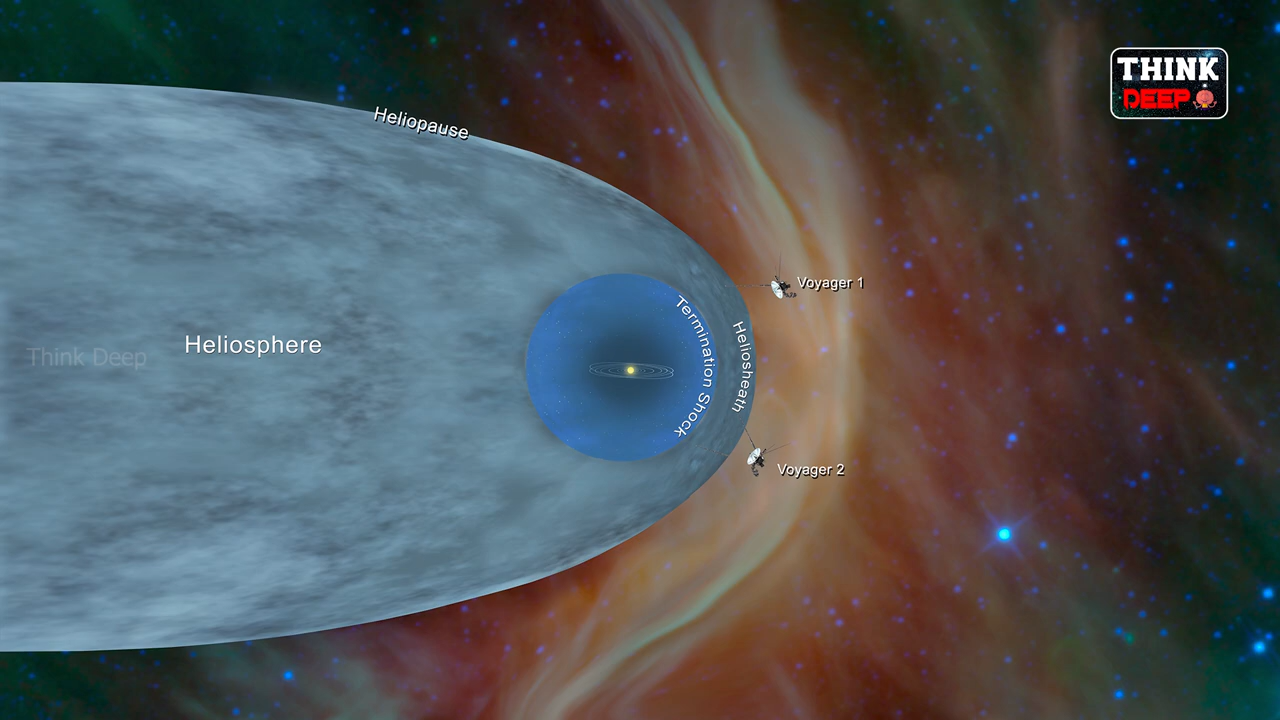 THINK
DEEP
Heliopause
Voyager 1
Termination Shock
Heliosheath
Heliosphere
Think Deep
Voyager 2